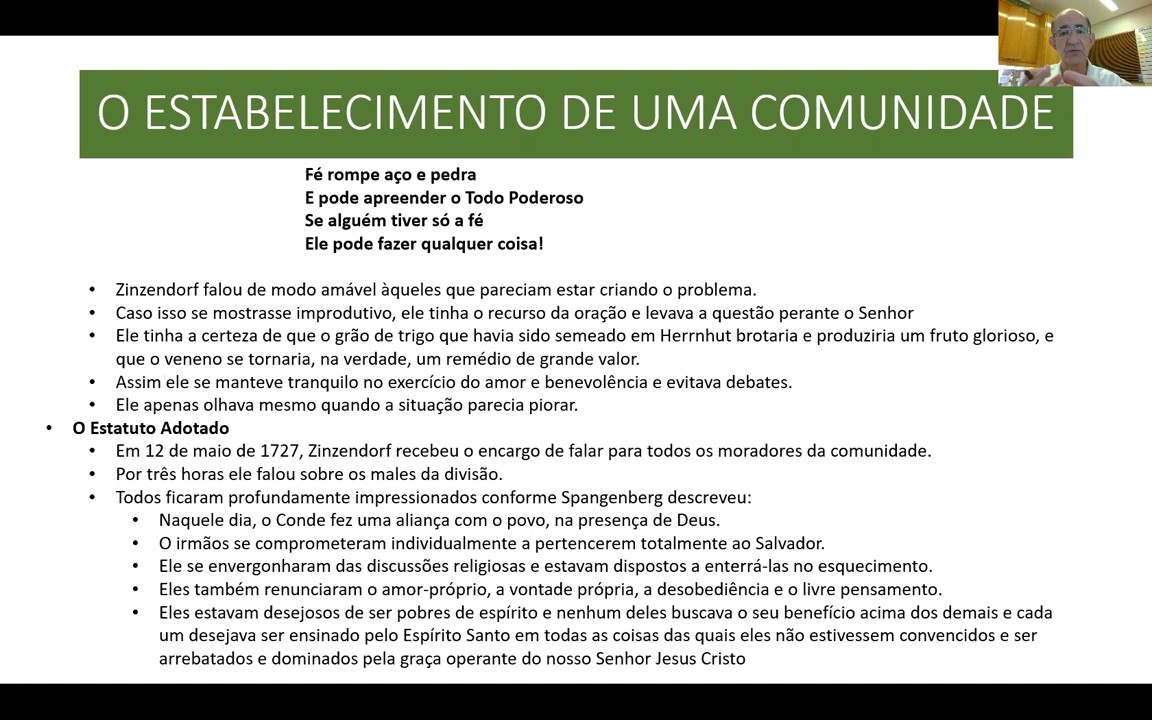 O ESTABELECIMENTO DE UMA COMUNIDADE
Fé rompe aço e pedra
E pode apreender o Todo Poderoso
Se alguém tiver só a fé
Ele pode fazer qualquer coisa!
• Zinzendorf falou de modo amável àqueles que pareciam estar criando o problema.
• Caso isso se mostrasse improdutivo, ele tinha o recurso da oração e levava a questão perante o Senhor
• Ele tinha a certeza de que o grão de trigo que havia sido semeado em Herrnhut brotaria e produziria um fruto glorioso, e
que o veneno se tornaria, na verdade, um remédio de grande valor.
• Assim ele se manteve tranquilo no exercício do amor e benevolência e evitava debates.
• Ele apenas olhava mesmo quando a situação parecia piorar.
• O Estatuto Adotado
• Em 12 de maio de 1727, Zinzendorf recebeu o encargo de falar para todos os moradores da comunidade.
• Por três horas ele falou sobre os males da divisão.
• Todos ficaram profundamente impressionados conforme Spangenberg descreveu:
• Naquele dia, o Conde fez uma aliança com o povo, na presença de Deus.
• O irmãos se comprometeram individualmente a pertencerem totalmente ao Salvador.
• Ele se envergonharam das discussões religiosas e estavam dispostos a enterrá-las no esquecimento.
• Eles também renunciaram o amor-próprio, a vontade própria, a desobediência e o livre pensamento.
• Eles estavam desejosos de ser pobres de espírito e nenhum deles buscava o seu benefício acima dos demais e cada
um desejava ser ensinado pelo Espírito Santo em todas as coisas das quais eles não estivessem convencidos e ser
arrebatados e dominados pela graça operante do nosso Senhor Jesus Cristo